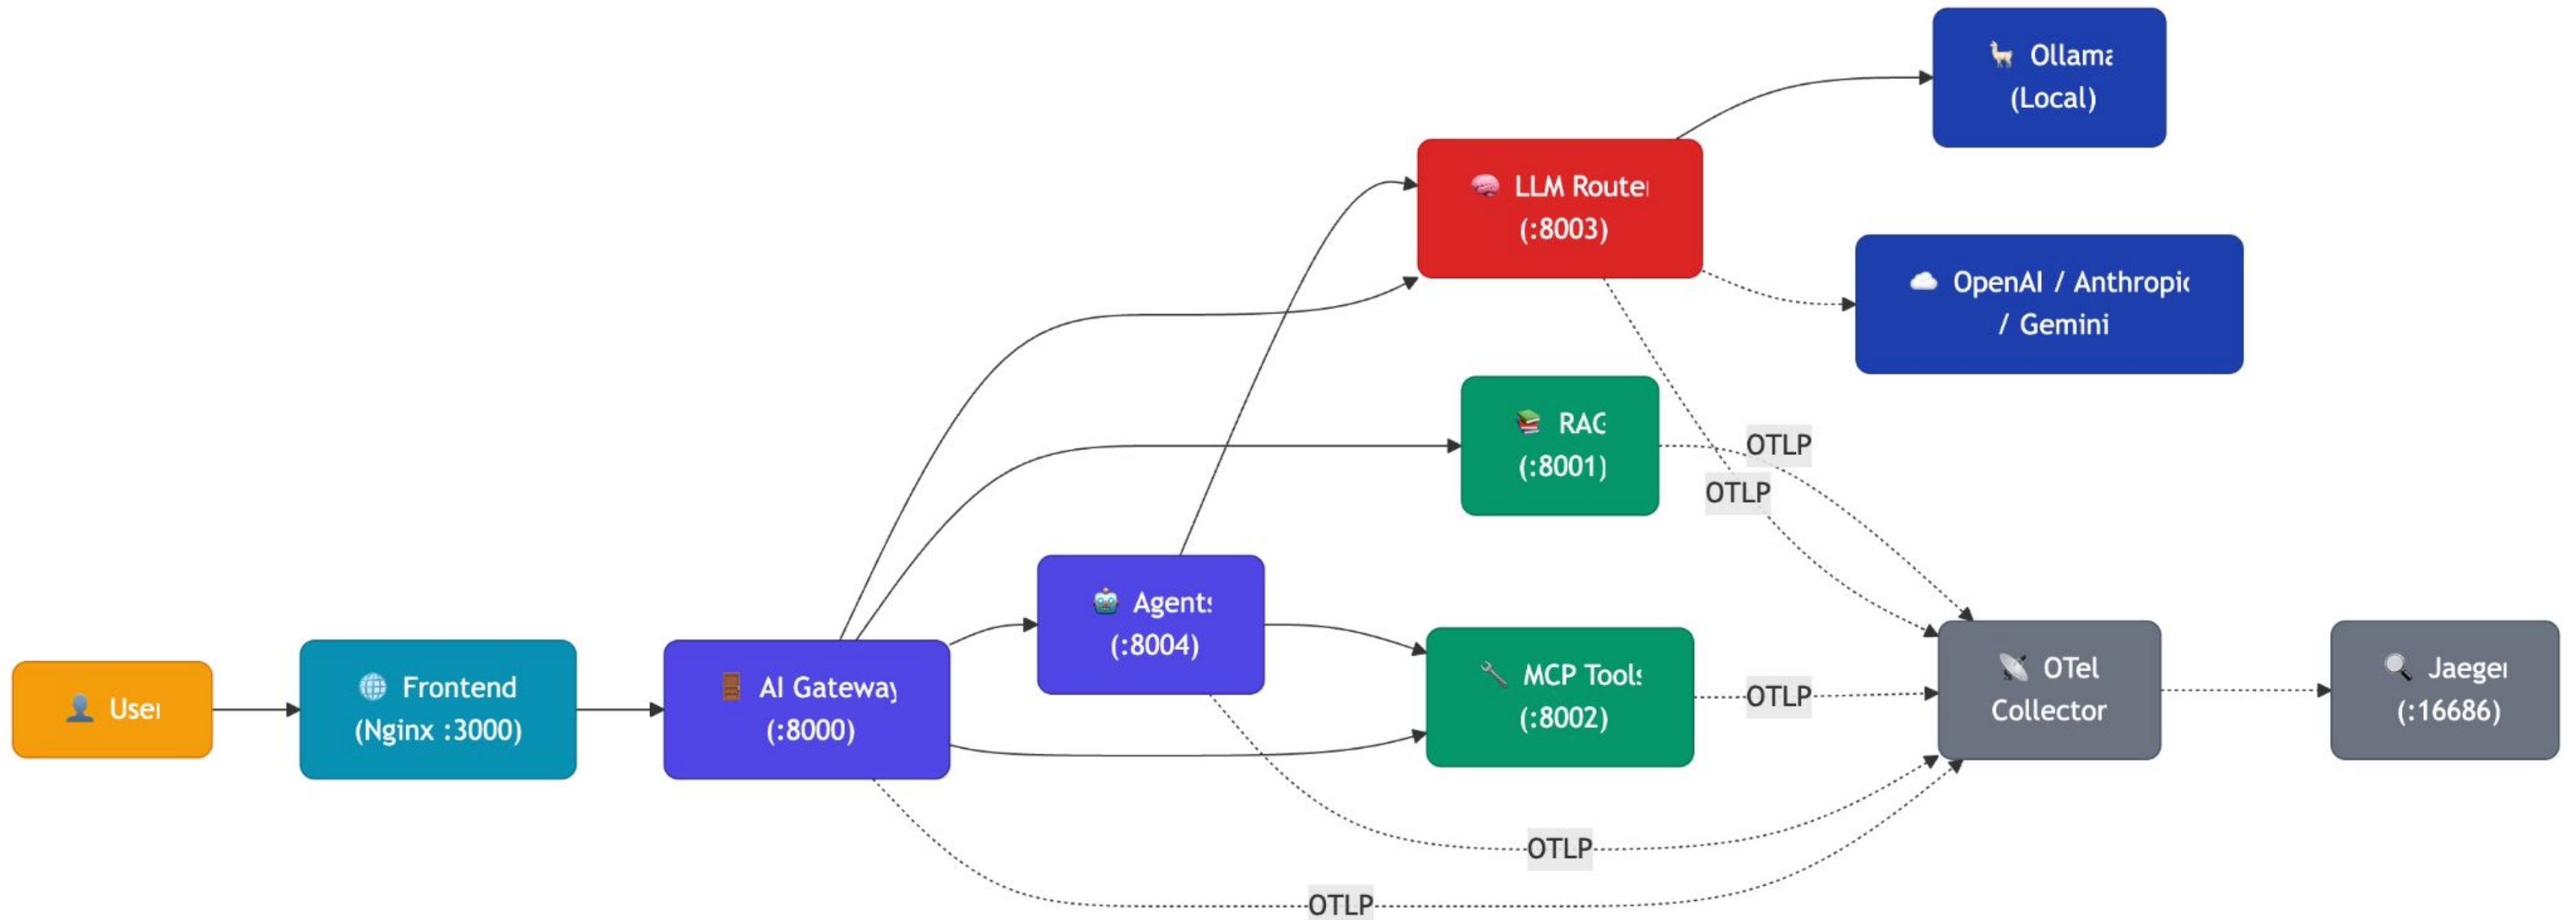 User
Frontend
(Nginx :3000)
AI Gateway
(:8000)
Agents
(:8004)
LLM Router
(:8003)
RAG
(:8001)
MCP Tools
(:8002)
Ollama
(Local)
OpenAI / Anthropic
/ Gemini
OTLP
OTLP
OTLP
OTLP
OTLP
OTel
Collector
Jaeger
(:16686)